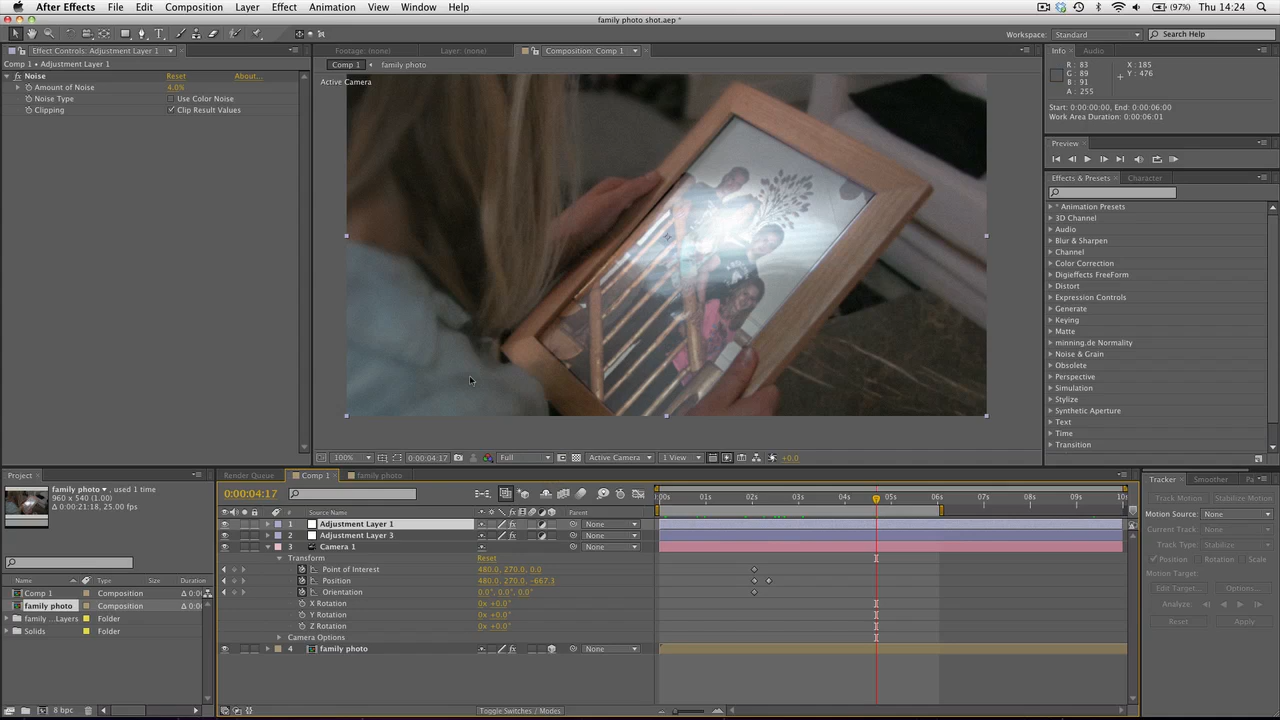 After Effects File Edit Composition Layer Effect Animation View Window Help (97%) Thu 14:24
family photo shot.aep *
Workspace: Standard Search Help
Effect Controls: Adjustment Layer 1
Comp 1 • Adjustment Layer 1
Noise Reset About...
Amount of Noise 4.0%
Noise Type Use Color Noise
Clipping Clip Result Values
Footage: (none) Layer: (none) Composition: Comp 1
Comp 1 family photo
Active Camera
100% 0:00:04:17 Full Active Camera 1 View +0.0
Info Audio
R: 83 X: 185
G: 89 Y: 476
B: 91
A: 255
Start: 0:00:00:00, End: 0:00:06:00
Work Area Duration: 0:00:06:01
Preview
Effects & Presets Character
* Animation Presets
3D Channel
Audio
Blur & Sharpen
Channel
Color Correction
Digieffects FreeForm
Distort
Expression Controls
Generate
Keying
Matte
minning.de Normality
Noise & Grain
Obsolete
Perspective
Simulation
Stylize
Synthetic Aperture
Text
Time
Transition
Project
family photo , used 1 time
960 x 540 (1.00)
Δ 0:00:21:18, 25.00 fps
Name Type Size Duration
Comp 1 Composition Δ 0:00
family photo Composition Δ 0:00
family ...Layers Folder
Solids Folder
8 bpc
Render Queue Comp 1 family photo
0:00:04:17
:00s 01s 02s 03s 04s 05s 06s 07s 08s 09s 10s
# Source Name Parent
1 Adjustment Layer 1 None
2 Adjustment Layer 3 None
3 Camera 1 None
Transform Reset
Point of Interest 480.0, 270.0, 0.0
Position 480.0, 270.0, -667.3
Orientation 0.0°, 0.0°, 0.0°
X Rotation 0x +0.0°
Y Rotation 0x +0.0°
Z Rotation 0x +0.0°
Camera Options
4 family photo None
Toggle Switches / Modes
Tracker Smoother
Track Motion Stabilize Motion
Motion Source: None
Current Track: None
Track Type: Stabilize
Position Rotation Scale
Motion Target:
Edit Target... Options...
Analyze:
Reset Apply